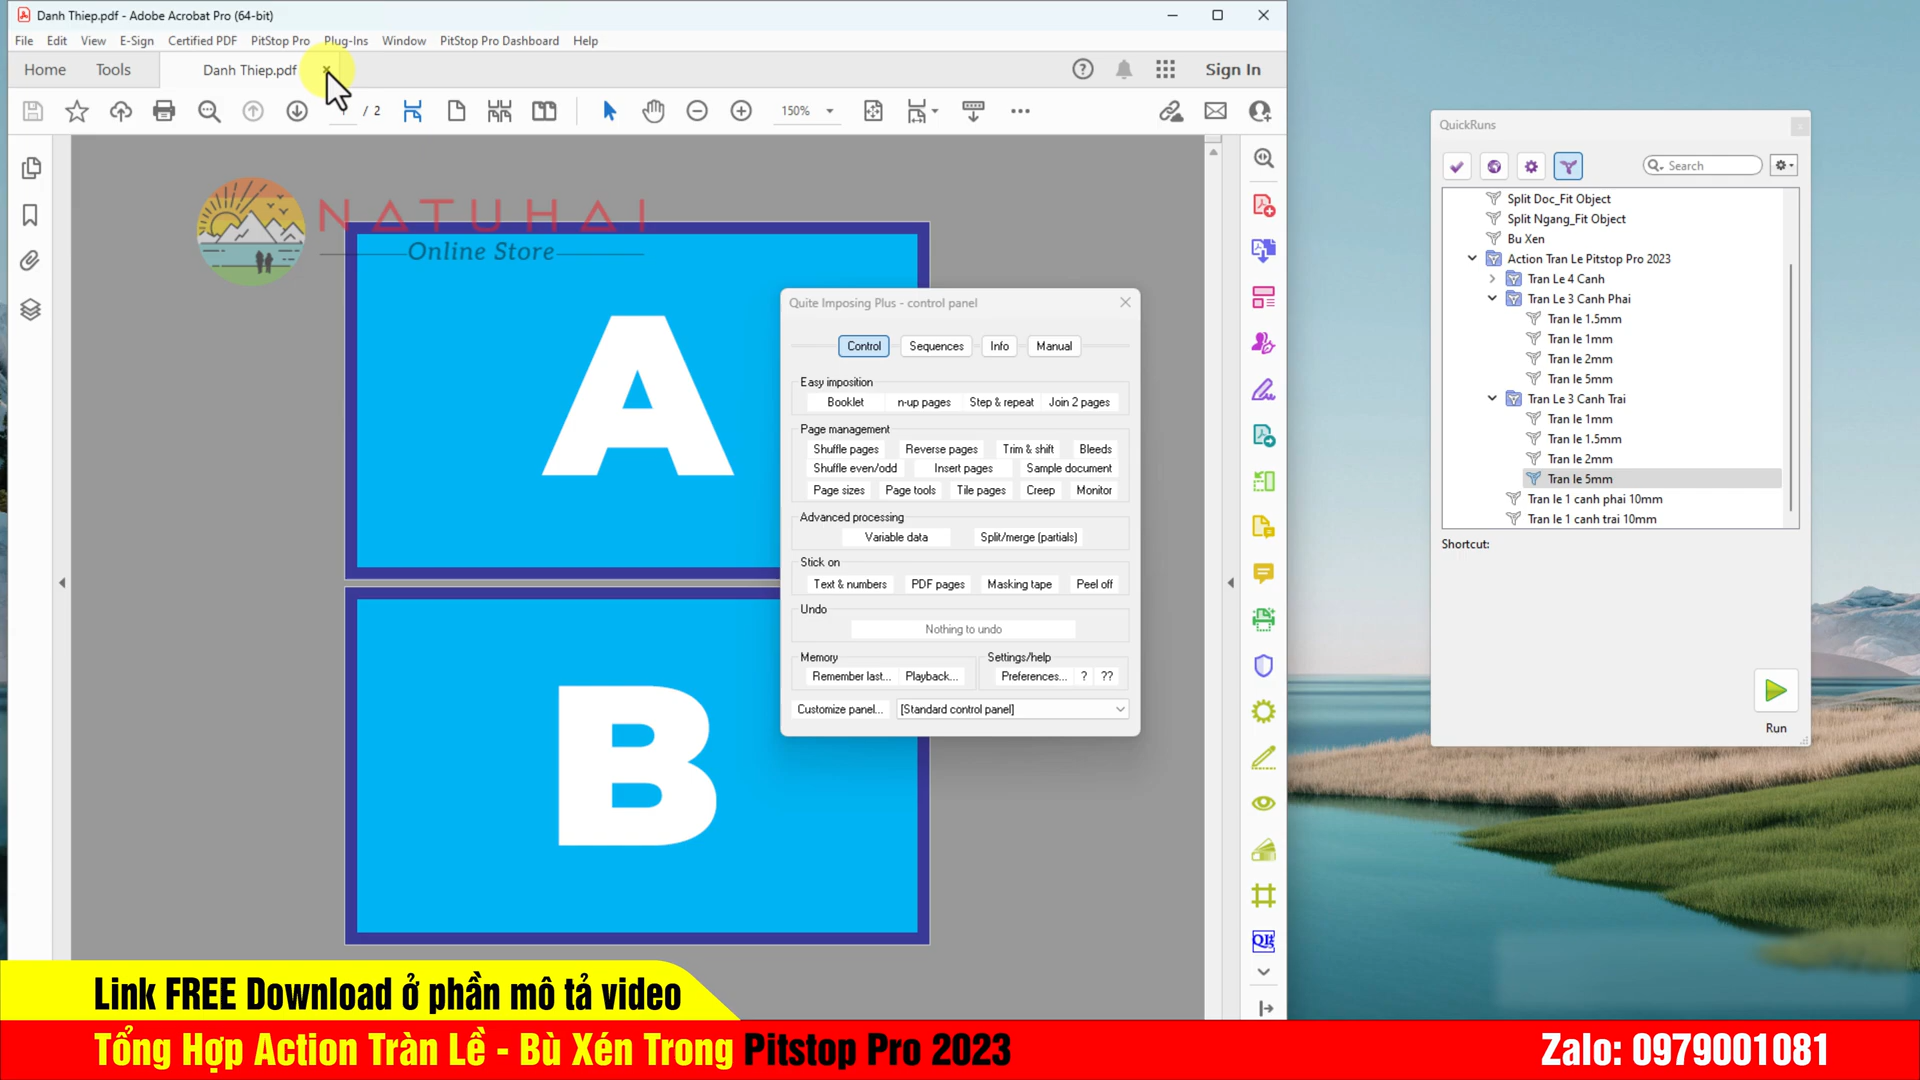 Danh Thiep.pdf - Adobe Acrobat Pro (64-bit)
File Edit View E-Sign Certified PDF PitStop Pro Plug-Ins Window PitStop Pro Dashboard Help
Home Tools Danh Thiep.pdf Sign In
/ 2 150%
NATUHAI
Online Store
A
B
Quite Imposing Plus - control panel
Control Sequences Info Manual
Easy imposition
Booklet n-up pages Step & repeat Join 2 pages
Page management
Shuffle pages Reverse pages Trim & shift Bleeds
Shuffle even/odd Insert pages Sample document
Page sizes Page tools Tile pages Creep Monitor
Advanced processing
Variable data Split/merge (partials)
Stick on
Text & numbers PDF pages Masking tape Peel off
Undo
Nothing to undo
Memory Settings/help
Remember last... Playback... Preferences... ? ??
Customize panel... [Standard control panel]
QuickRuns
Search
Split Doc_Fit Object
Split Ngang_Fit Object
Bu Xen
Action Tran Le Pitstop Pro 2023
Tran Le 4 Canh
Tran Le 3 Canh Phai
Tran le 1.5mm
Tran le 1mm
Tran le 2mm
Tran le 5mm
Tran Le 3 Canh Trai
Tran le 1mm
Tran le 1.5mm
Tran le 2mm
Tran le 5mm
Tran le 1 canh phai 10mm
Tran le 1 canh trai 10mm
Shortcut:
Run
Link FREE Download ở phần mô tả video
Tổng Hợp Action Tràn Lề - Bù Xén Trong Pitstop Pro 2023
Zalo: 0979001081